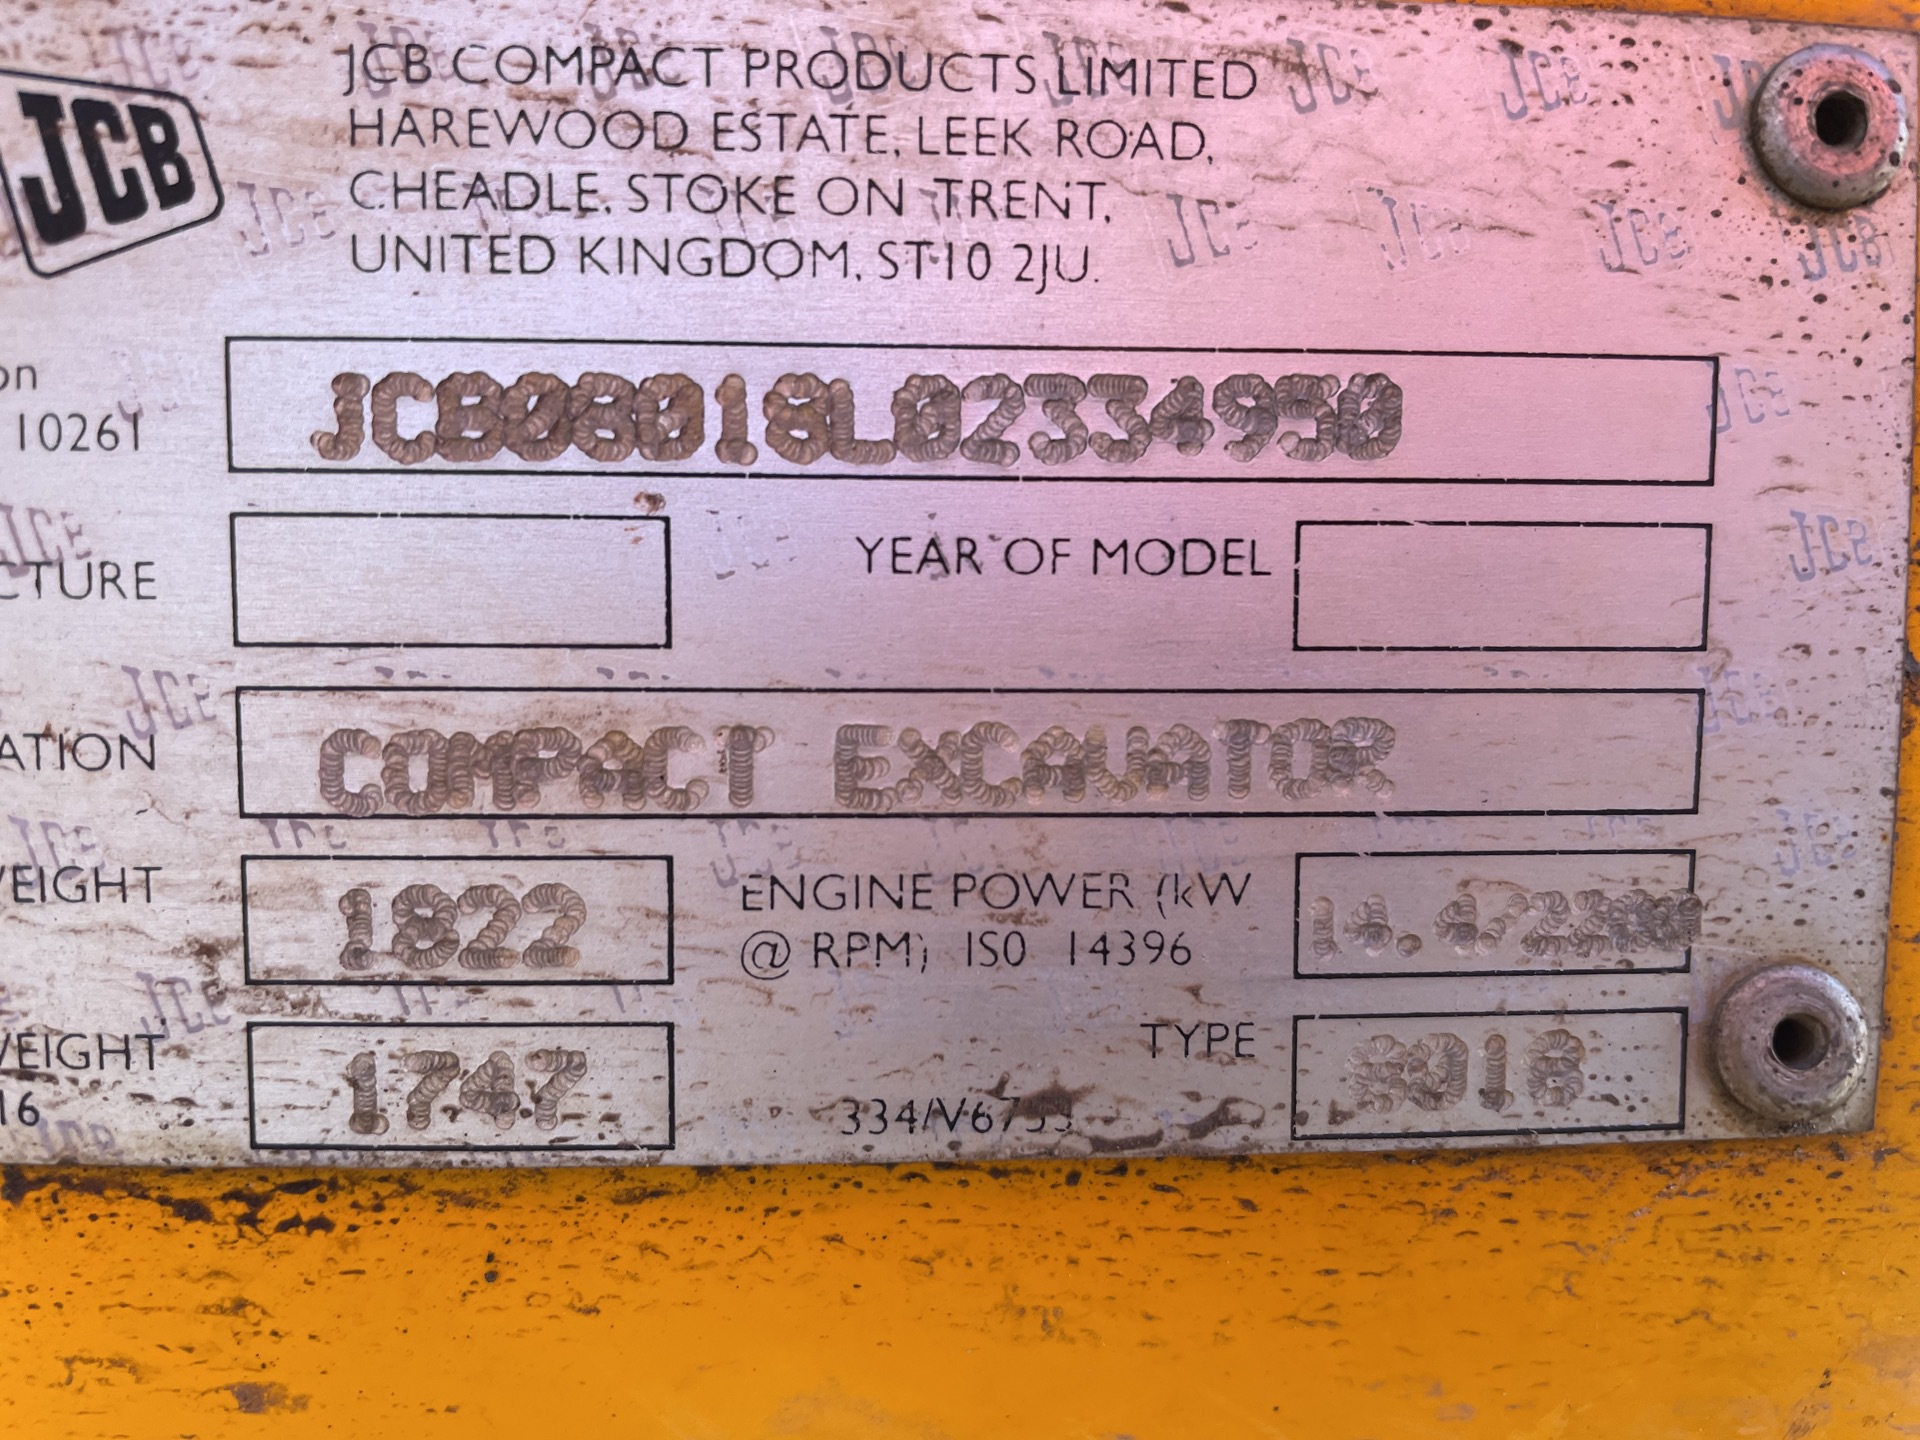 JCB
JCB COMPACT PRODUCTS LIMITED
HAREWOOD ESTATE, LEEK ROAD,
CHEADLE, STOKE ON TRENT,
UNITED KINGDOM, ST10 2JU.
on
10261
JCB08018L02334950
CTURE
YEAR OF MODEL
ATION
COMPACT EXCAVATOR
WEIGHT
1822
ENGINE POWER (kW
@ RPM) ISO 14396
WEIGHT
16
1747
TYPE
8018